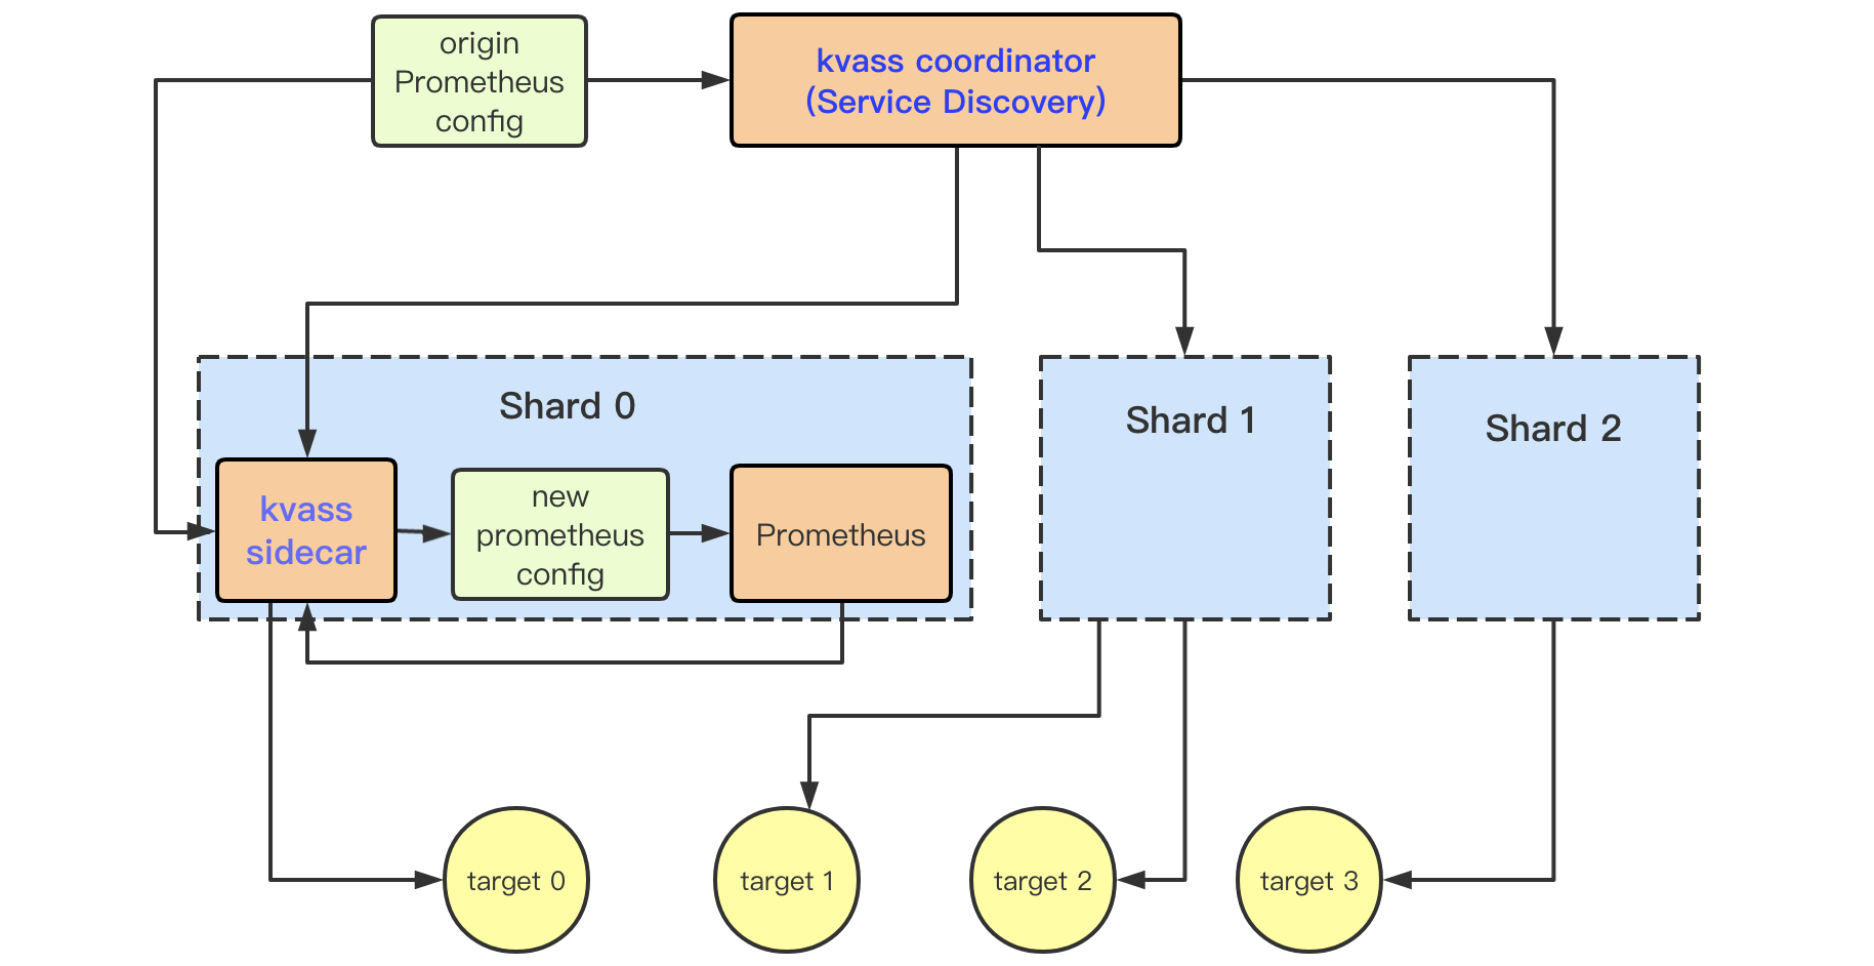 origin
Prometheus
config
kvass coordinator
(Service Discovery)
Shard 0
Shard 1
Shard 2
kvass
sidecar
new
prometheus
config
Prometheus
target 0
target 1
target 2
target 3